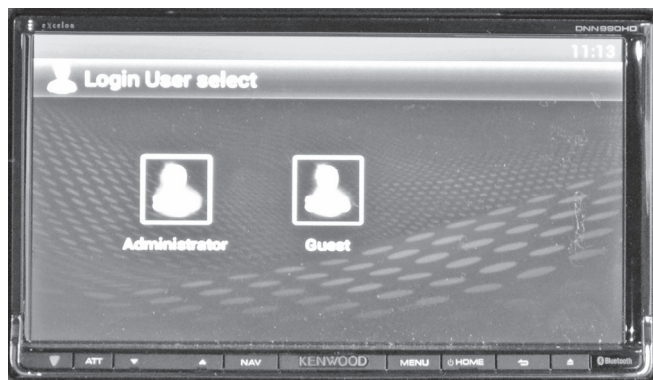 eXcelon
DNN990HD
11:13
Login User select
Administrator
Guest
ATT
NAV
KENWOOD
MENU
HOME
Bluetooth